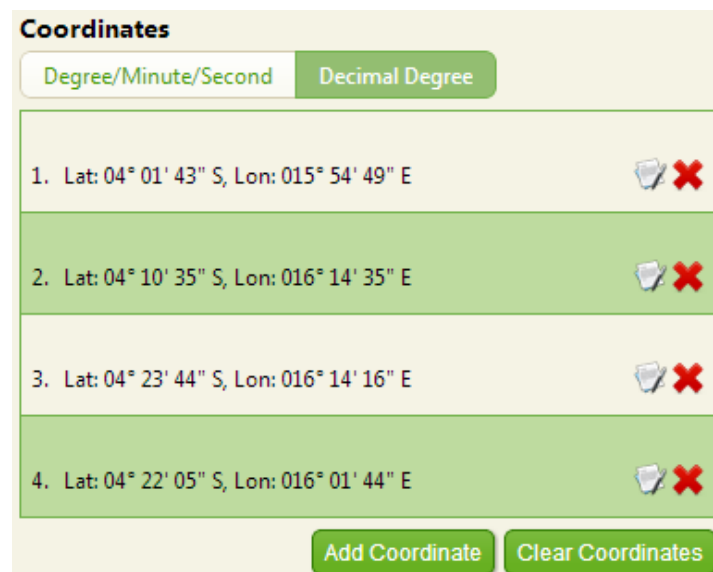 Coordinates
Degree/Minute/Second Decimal Degree
1. Lat: 04° 01' 43" S, Lon: 015° 54' 49" E
2. Lat: 04° 10' 35" S, Lon: 016° 14' 35" E
3. Lat: 04° 23' 44" S, Lon: 016° 14' 16" E
4. Lat: 04° 22' 05" S, Lon: 016° 01' 44" E
Add Coordinate Clear Coordinates